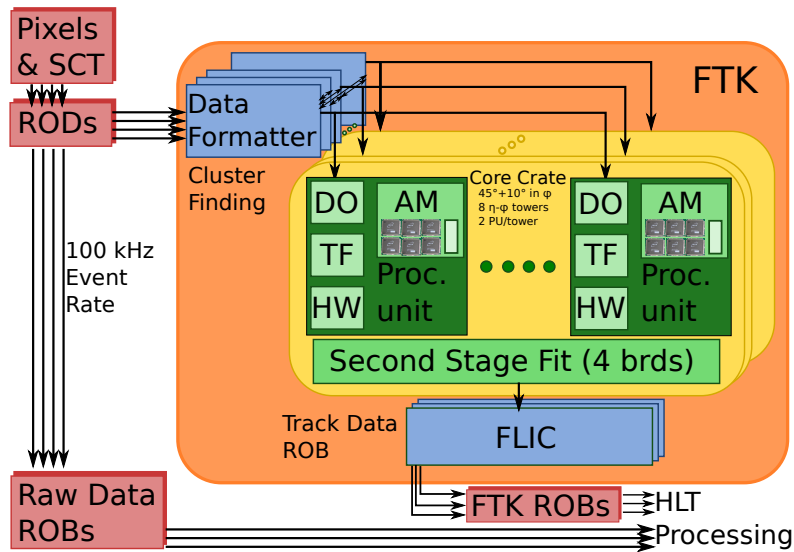 Pixels
& SCT
RODs
100 kHz
Event
Rate
Raw Data
ROBs
FTK
Data
Formatter
Cluster
Finding
Core Crate
45°+10° in φ
8 η-φ towers
2 PU/tower
DO
TF
HW
AM
Proc.
unit
DO
TF
HW
AM
Proc.
unit
Second Stage Fit (4 brds)
Track Data
ROB
FLIC
FTK ROBs
HLT
Processing